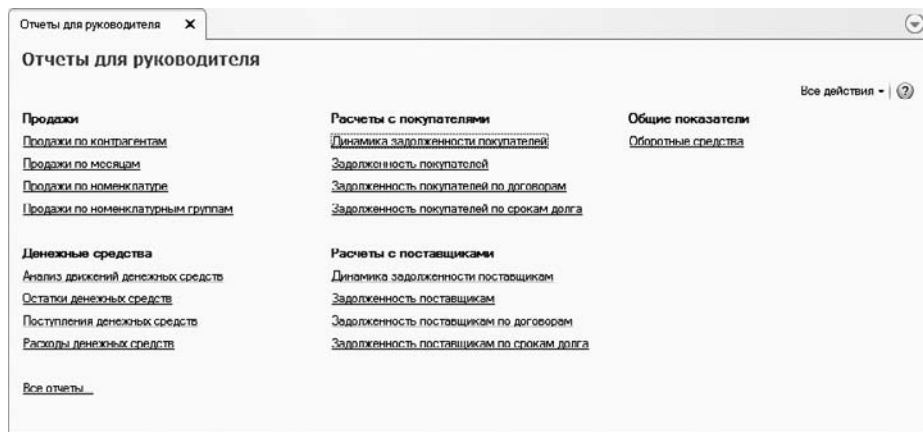 Отчеты для руководителя
Отчеты для руководителя
Все действия
Продажи
Продажи по контрагентам
Продажи по месяцам
Продажи по номенклатуре
Продажи по номенклатурным группам
Расчеты с покупателями
Динамика задолженности покупателей
Задолженность покупателей
Задолженность покупателей по договорам
Задолженность покупателей по срокам долга
Общие показатели
Оборотные средства
Денежные средства
Анализ движений денежных средств
Остатки денежных средств
Поступления денежных средств
Расходы денежных средств
Расчеты с поставщиками
Динамика задолженности поставщикам
Задолженность поставщикам
Задолженность поставщикам по договорам
Задолженность поставщикам по срокам долга
Все отчеты...